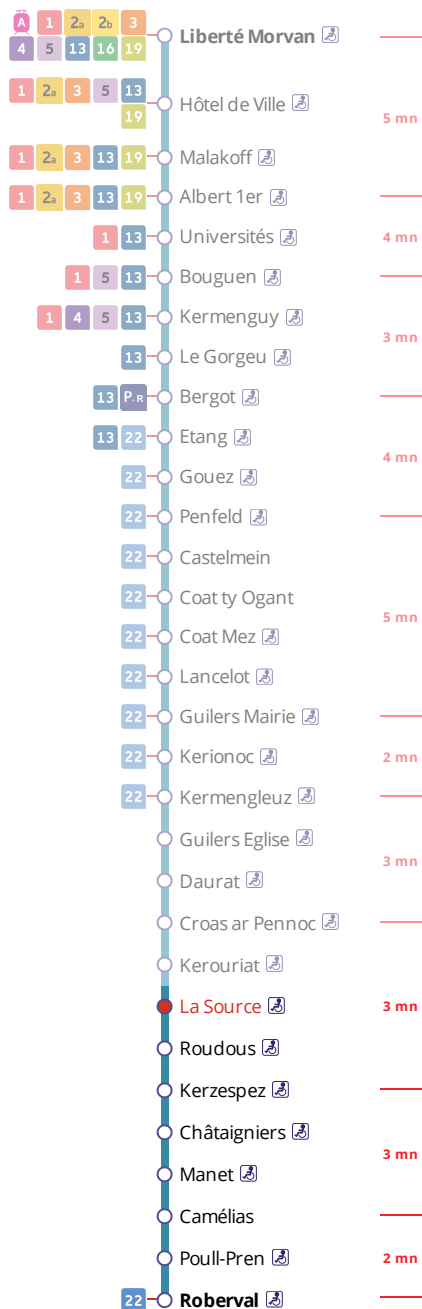 A 1 2a 2b 3
4 5 13 16 19 Liberté Morvan
1 2a 3 5 13
19 Hôtel de Ville
5 mn
1 2a 3 13 19 Malakoff
1 2a 3 13 19 Albert 1er
1 13 Universités 4 mn
1 5 13 Bouguen
1 4 5 13 Kermenguy
3 mn
13 Le Gorgeu
13 P.R Bergot
13 22 Etang
4 mn
22 Gouez
22 Penfeld
22 Castelmein
22 Coat ty Ogant
5 mn
22 Coat Mez
22 Lancelot
22 Guilers Mairie
22 Kerionoc 2 mn
22 Kermengleuz
Guilers Eglise
3 mn
Daurat
Croas ar Pennoc
Kerouriat
La Source 3 mn
Roudous
Kerzespez
Châtaigniers
3 mn
Manet
Camélias
Poull-Pren 2 mn
22 Roberval